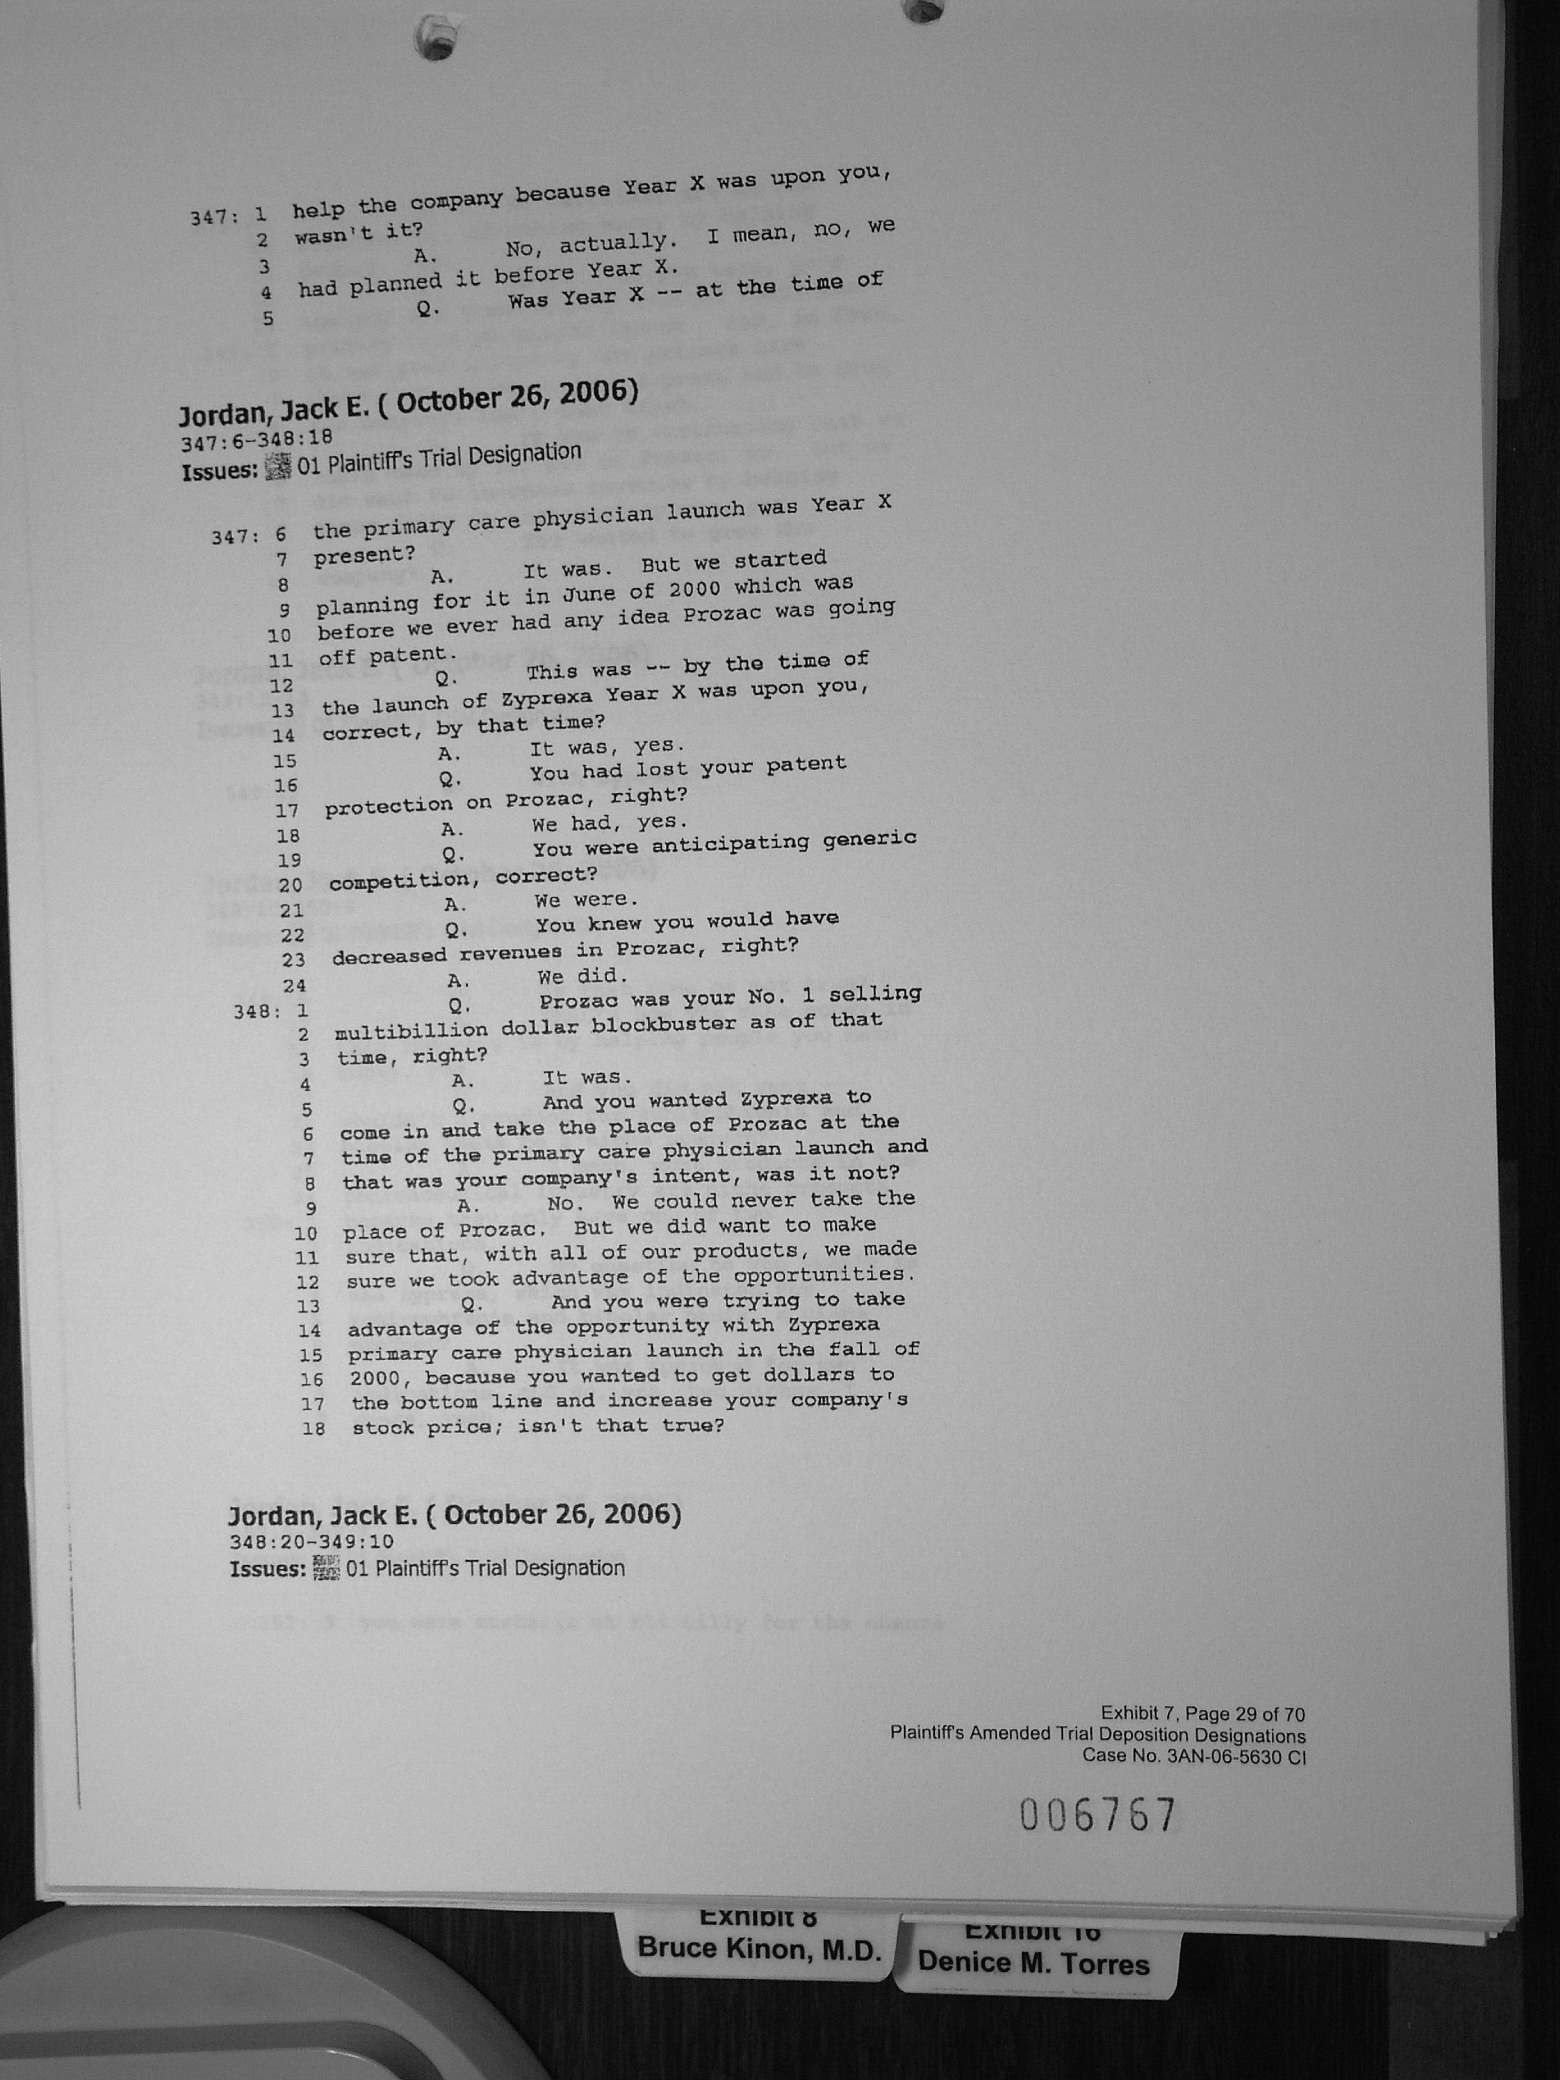 347: 1 help the company because Year X was upon you,
2 wasn't it?
3 A. No, actually. I mean, no, we
4 had planned it before Year X.
5 Q. Was Year X -- at the time of
Jordan, Jack E. ( October 26, 2006)
347:6-348:18
Issues: 01 Plaintiff's Trial Designation
347: 6 the primary care physician launch was Year X
7 present?
8 A. It was. But we started
9 planning for it in June of 2000 which was
10 before we ever had any idea Prozac was going
11 off patent.
12 Q. This was -- by the time of
13 the launch of Zyprexa Year X was upon you,
14 correct, by that time?
15 A. It was, yes.
16 Q. You had lost your patent
17 protection on Prozac, right?
18 A. We had, yes.
19 Q. You were anticipating generic
20 competition, correct?
21 A. We were.
22 Q. You knew you would have
23 decreased revenues in Prozac, right?
24 A. We did.
348: 1 Q. Prozac was your No. 1 selling
2 multibillion dollar blockbuster as of that
3 time, right?
4 A. It was.
5 Q. And you wanted Zyprexa to
6 come in and take the place of Prozac at the
7 time of the primary care physician launch and
8 that was your company's intent, was it not?
9 A. No. We could never take the
10 place of Prozac. But we did want to make
11 sure that, with all of our products, we made
12 sure we took advantage of the opportunities.
13 Q. And you were trying to take
14 advantage of the opportunity with Zyprexa
15 primary care physician launch in the fall of
16 2000, because you wanted to get dollars to
17 the bottom line and increase your company's
18 stock price; isn't that true?
Jordan, Jack E. ( October 26, 2006)
348:20-349:10
Issues: 01 Plaintiff's Trial Designation
Exhibit 7, Page 29 of 70
Plaintiff's Amended Trial Deposition Designations
Case No. 3AN-06-5630 CI
006767
Exhibit 8
Bruce Kinon, M.D.
Exhibit 16
Denice M. Torres